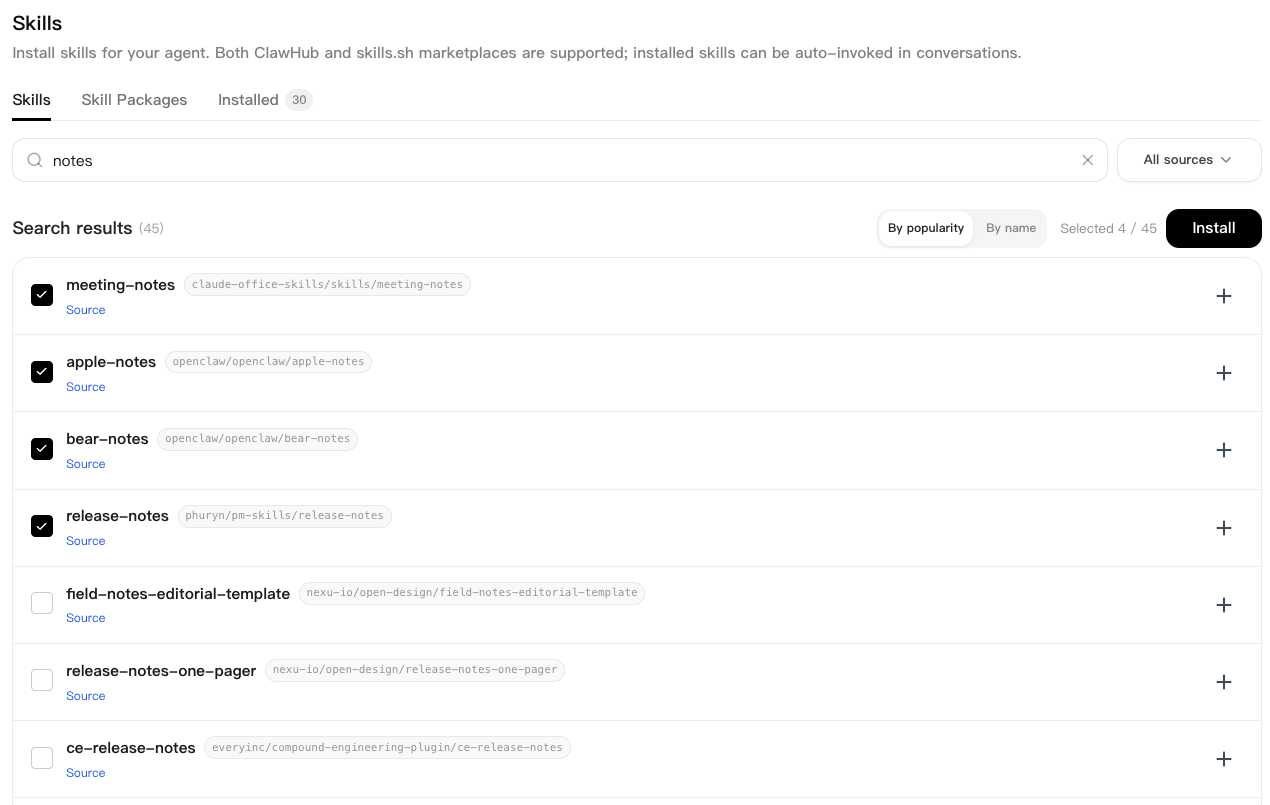 Skills
Install skills for your agent. Both ClawHub and skills.sh marketplaces are supported; installed skills can be auto-invoked in conversations.
Skills Skill Packages Installed 30
notes All sources
Search results (45) By popularity By name Selected 4 / 45 Install
meeting-notes claude-office-skills/skills/meeting-notes
Source
apple-notes openclaw/openclaw/apple-notes
Source
bear-notes openclaw/openclaw/bear-notes
Source
release-notes phuryn/pm-skills/release-notes
Source
field-notes-editorial-template nexu-io/open-design/field-notes-editorial-template
Source
release-notes-one-pager nexu-io/open-design/release-notes-one-pager
Source
ce-release-notes everyinc/compound-engineering-plugin/ce-release-notes
Source